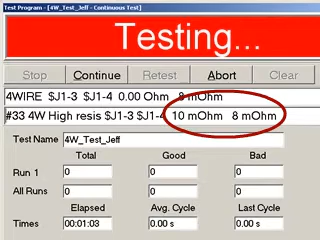 Test Program - [4W_Test_Jeff - Continuous Test]
Testing...
Stop Continue Retest Abort Clear
4WIRE $J1-3 $J1-4 0.00 Ohm 8 mOhm
#33 4W High resis $J1-3 $J1-4 10 mOhm 8 mOhm
Test Name 4W_Test_Jeff
Total Good Bad
Run 1 0 0 0
All Runs 0 0 0
Elapsed Avg. Cycle Last Cycle
Times 00:01:03 0.00 s 0.00 s